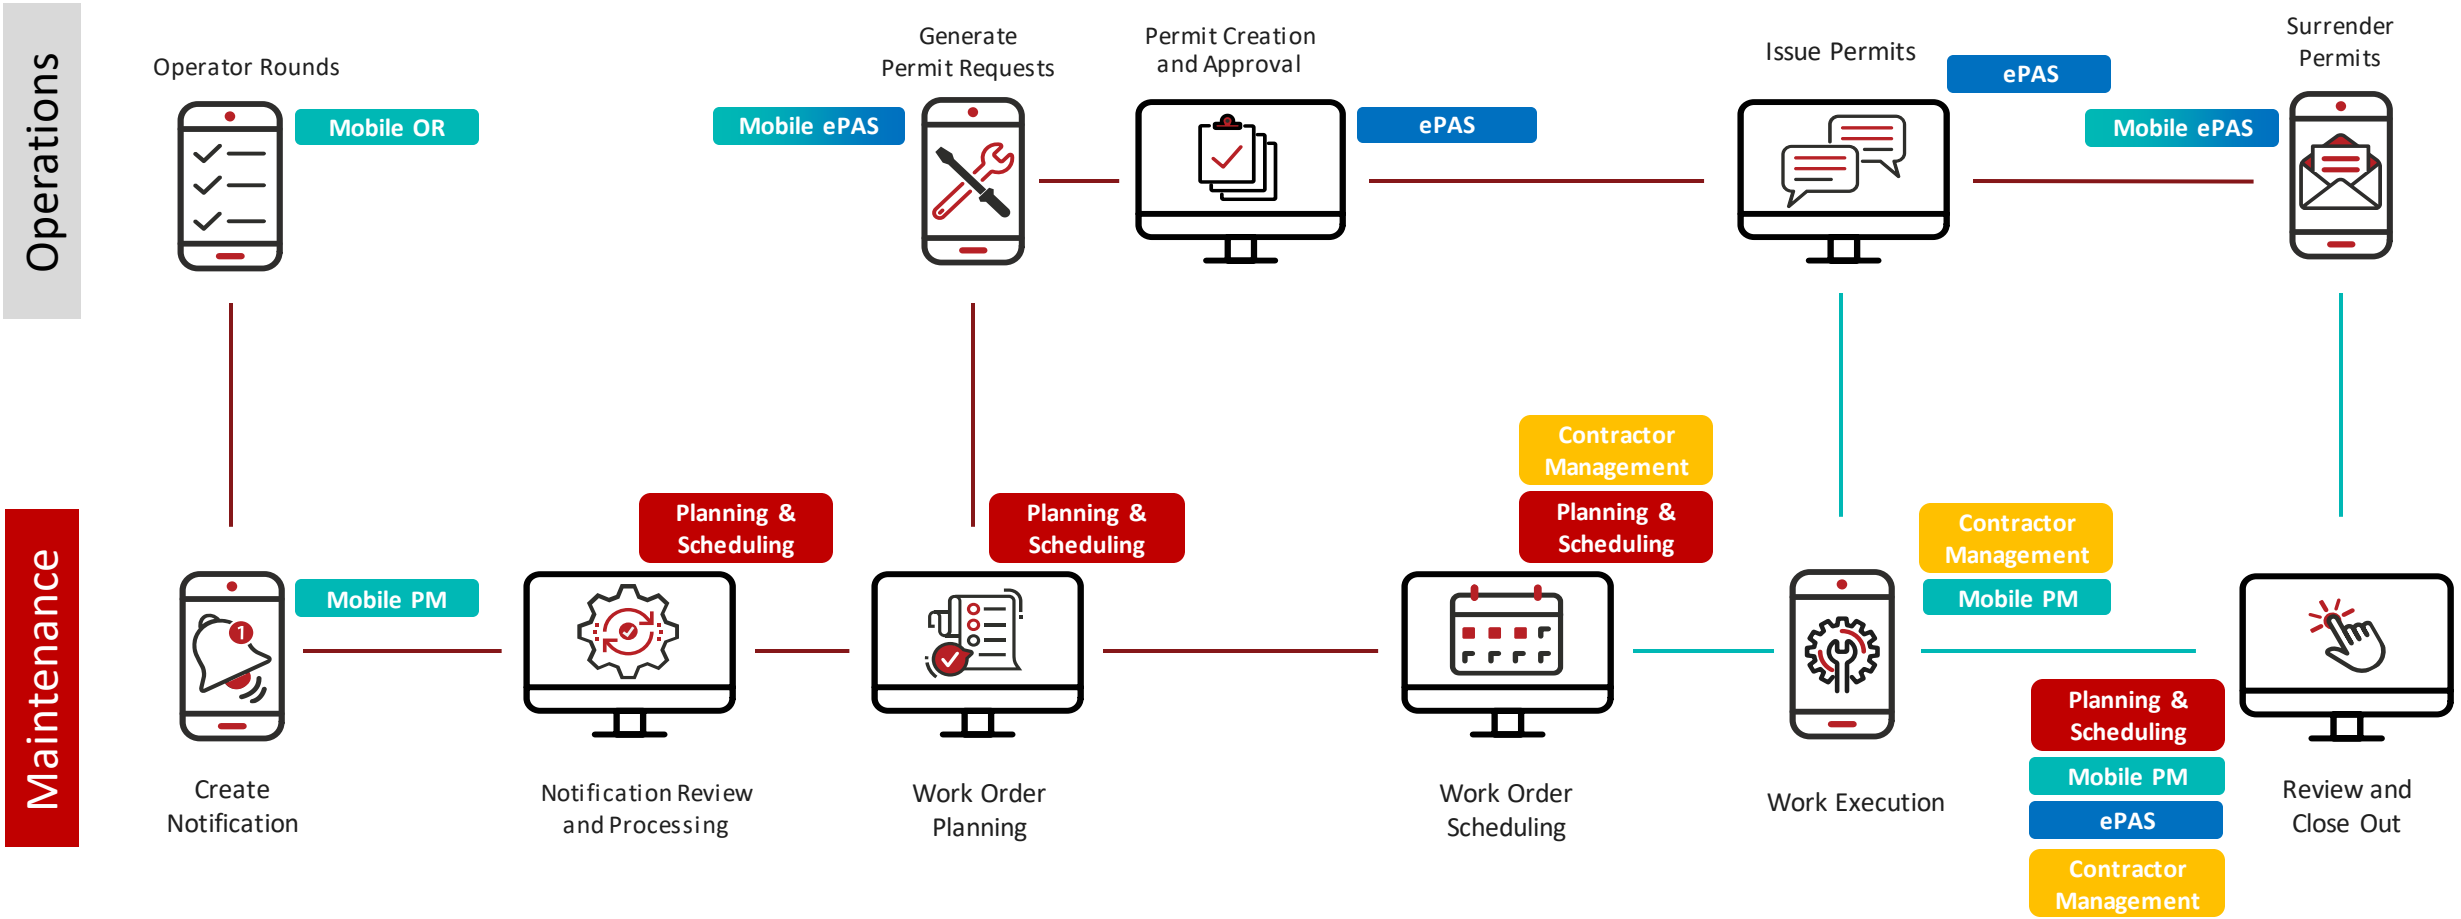 Operations
Operator Rounds
Mobile OR
Generate
Permit Requests
Mobile ePAS
Permit Creation
and Approval
ePAS
Issue Permits
ePAS
Mobile ePAS
Surrender
Permits
Maintenance
Create
Notification
1
Mobile PM
Planning &
Scheduling
Notification Review
and Processing
Planning &
Scheduling
Work Order
Planning
Contractor
Management
Planning &
Scheduling
Work Order
Scheduling
Contractor
Management
Mobile PM
Work Execution
Planning &
Scheduling
Mobile PM
ePAS
Contractor
Management
Review and
Close Out